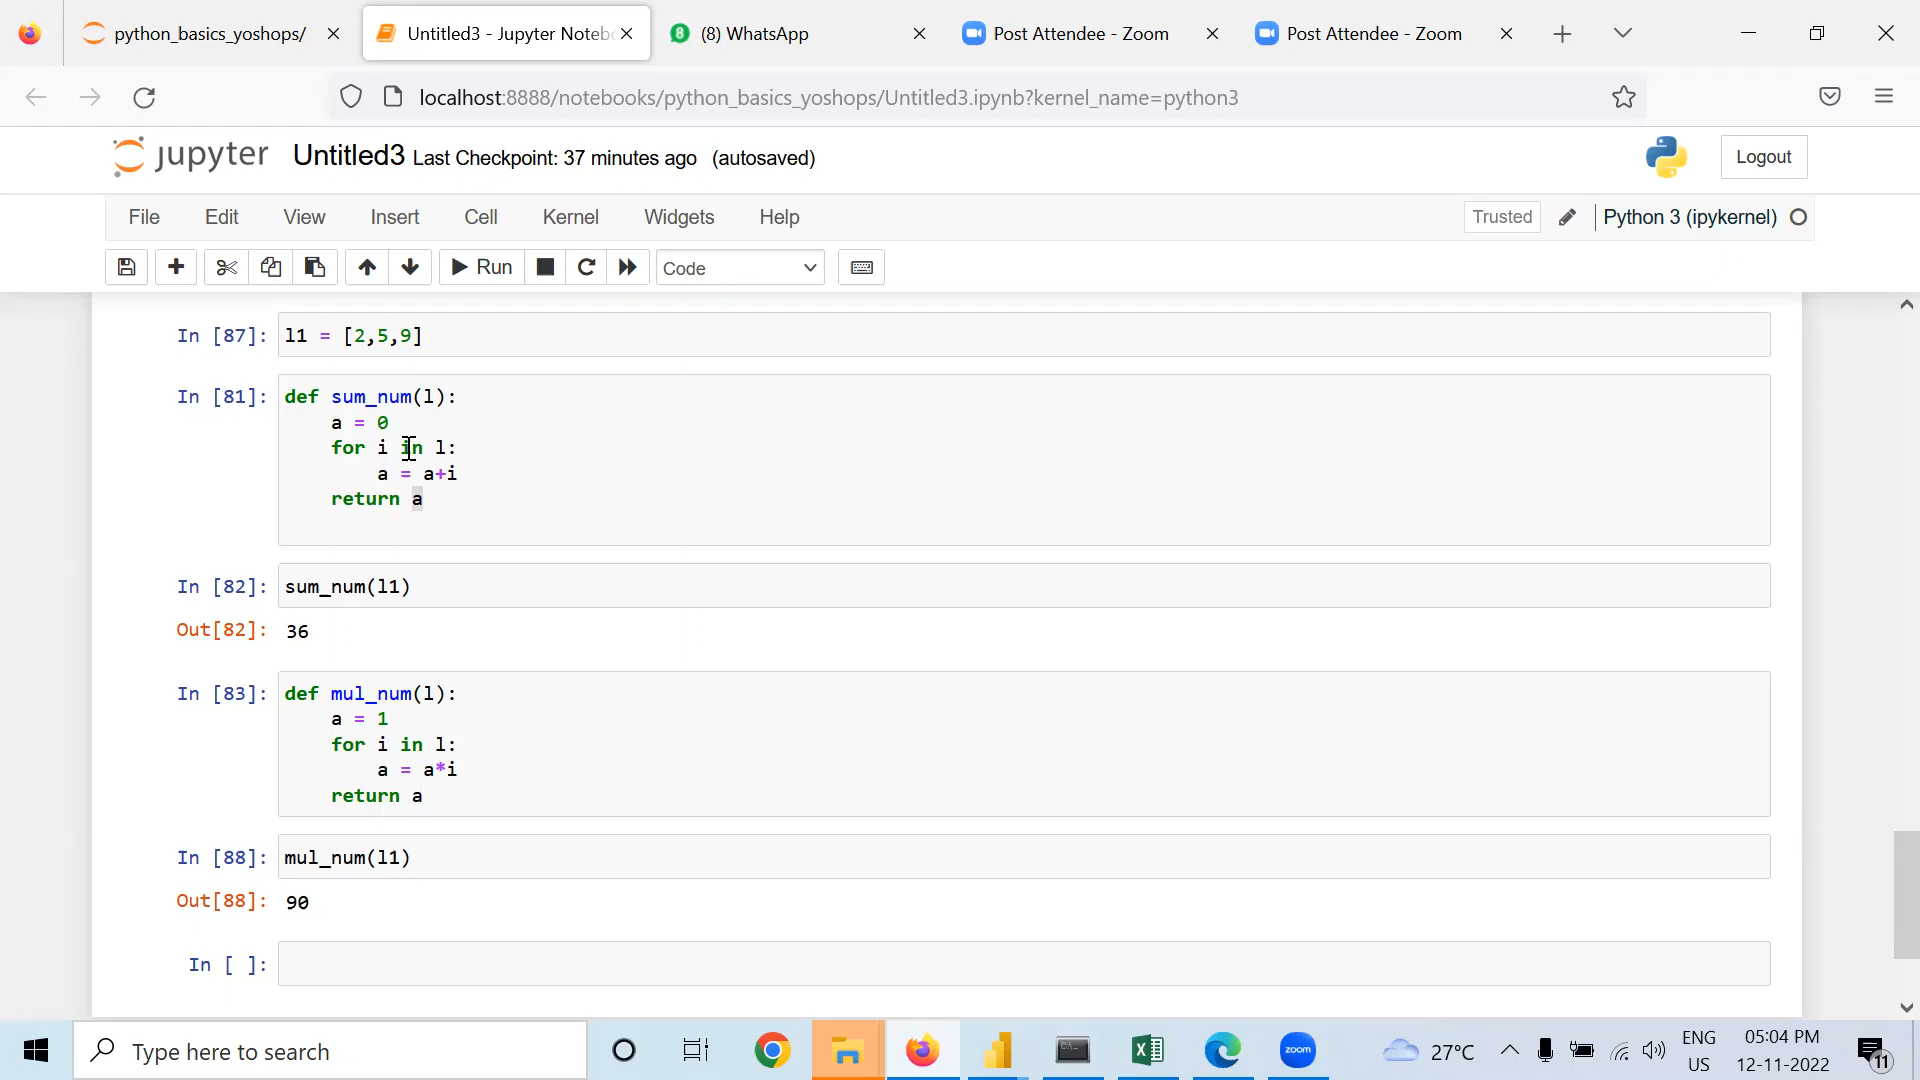 python_basics_yoshops/
Untitled3 - Jupyter Notebo
8 (8) WhatsApp
Post Attendee - Zoom
Post Attendee - Zoom
localhost:8888/notebooks/python_basics_yoshops/Untitled3.ipynb?kernel_name=python3
jupyter Untitled3 Last Checkpoint: 37 minutes ago (autosaved)
Logout
File Edit View Insert Cell Kernel Widgets Help
Trusted Python 3 (ipykernel)
Run Code
In [87]: l1 = [2,5,9]
In [81]: def sum_num(l):
    a = 0
    for i in l:
        a = a+i
    return a
In [82]: sum_num(l1)
Out[82]: 36
In [83]: def mul_num(l):
    a = 1
    for i in l:
        a = a*i
    return a
In [88]: mul_num(l1)
Out[88]: 90
In [ ]:
Type here to search
zoom
27°C
ENG
US
05:04 PM
12-11-2022
11